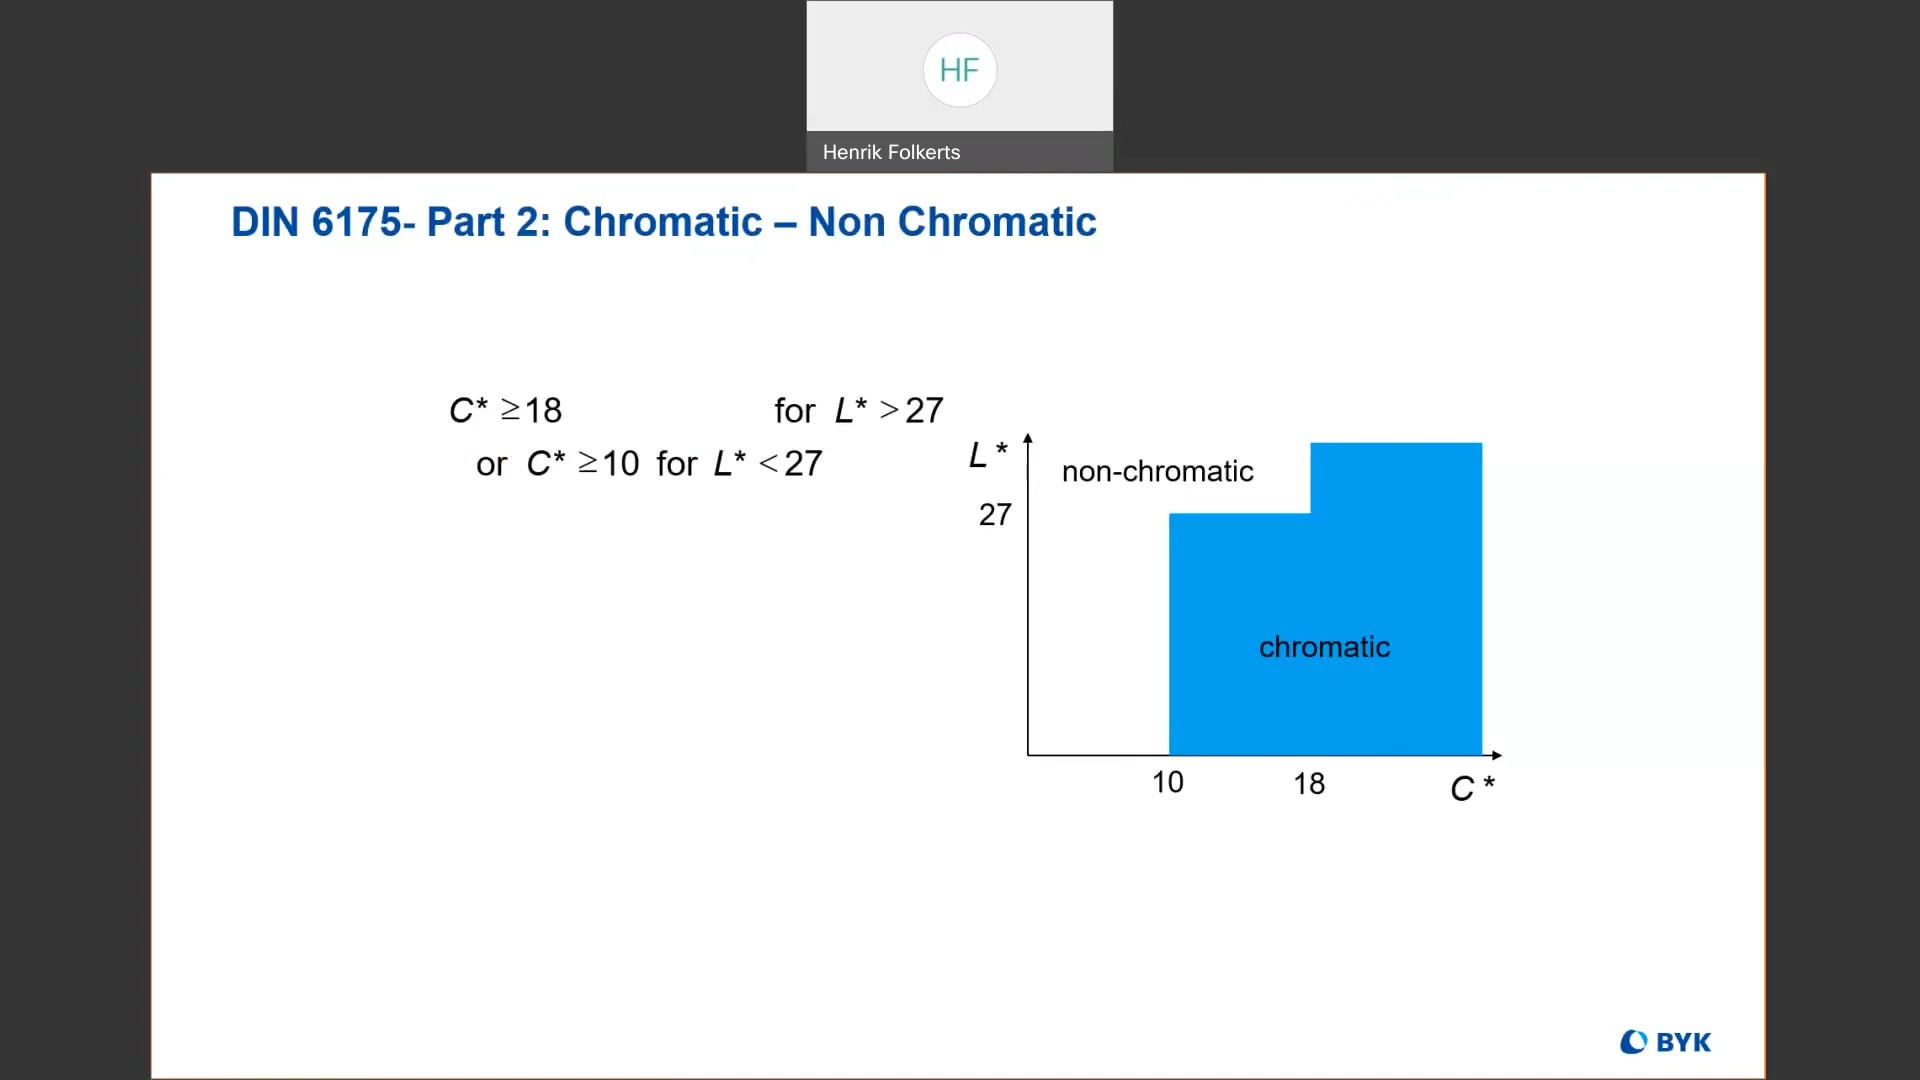 HF
Henrik Folkerts
DIN 6175- Part 2: Chromatic – Non Chromatic
C* ≥18 for L* >27
or C* ≥10 for L* <27
L *
non-chromatic
27
chromatic
10
18
C *
BYK